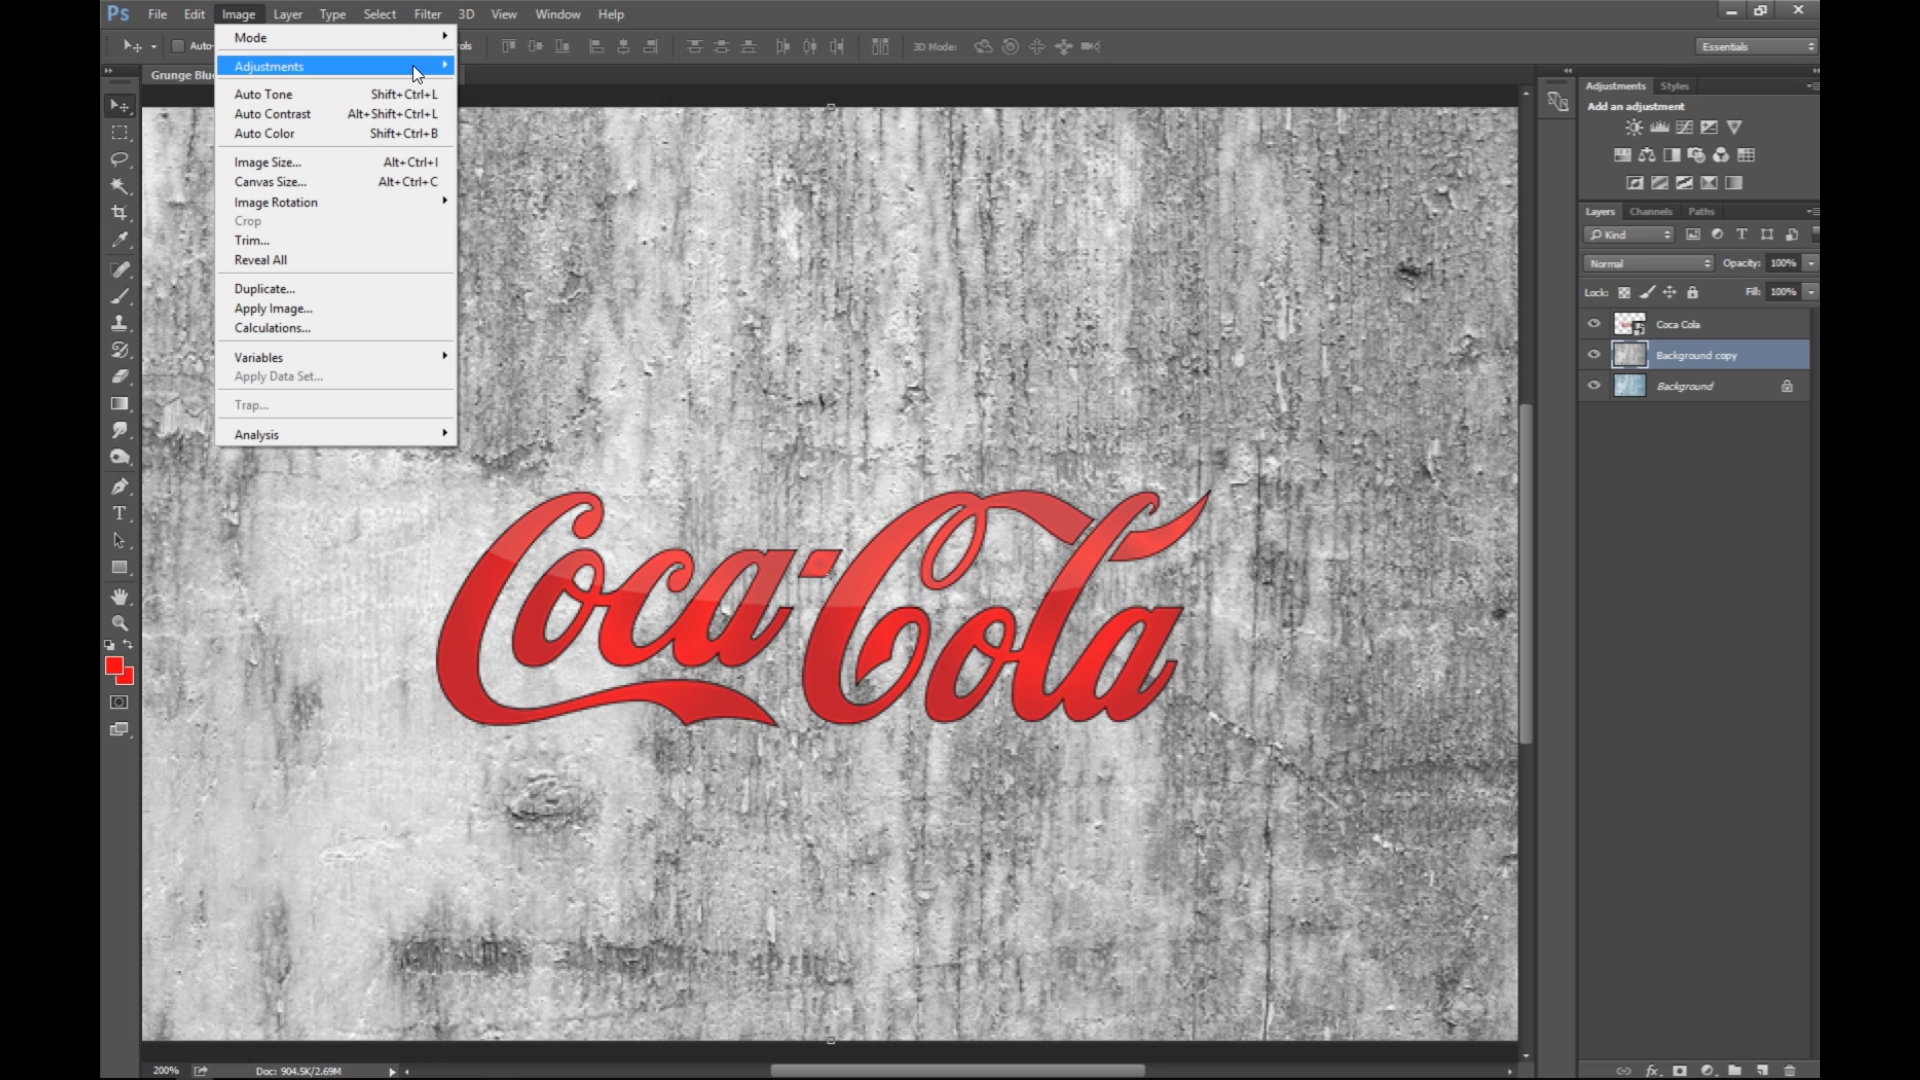 Ps File Edit Image Layer Type Select Filter 3D View Window Help
Auto- 3D Mode: Essentials
Grunge Blu
Mode
Adjustments
Auto Tone Shift+Ctrl+L
Auto Contrast Alt+Shift+Ctrl+L
Auto Color Shift+Ctrl+B
Image Size... Alt+Ctrl+I
Canvas Size... Alt+Ctrl+C
Image Rotation
Crop
Trim...
Reveal All
Duplicate...
Apply Image...
Calculations...
Variables
Apply Data Set...
Trap...
Analysis
Coca-Cola
Adjustments Styles
Add an adjustment
Layers Channels Paths
Kind
Normal Opacity: 100%
Lock: Fill: 100%
Coca Cola
Background copy
Background
200% Doc: 904.5K/2.69M